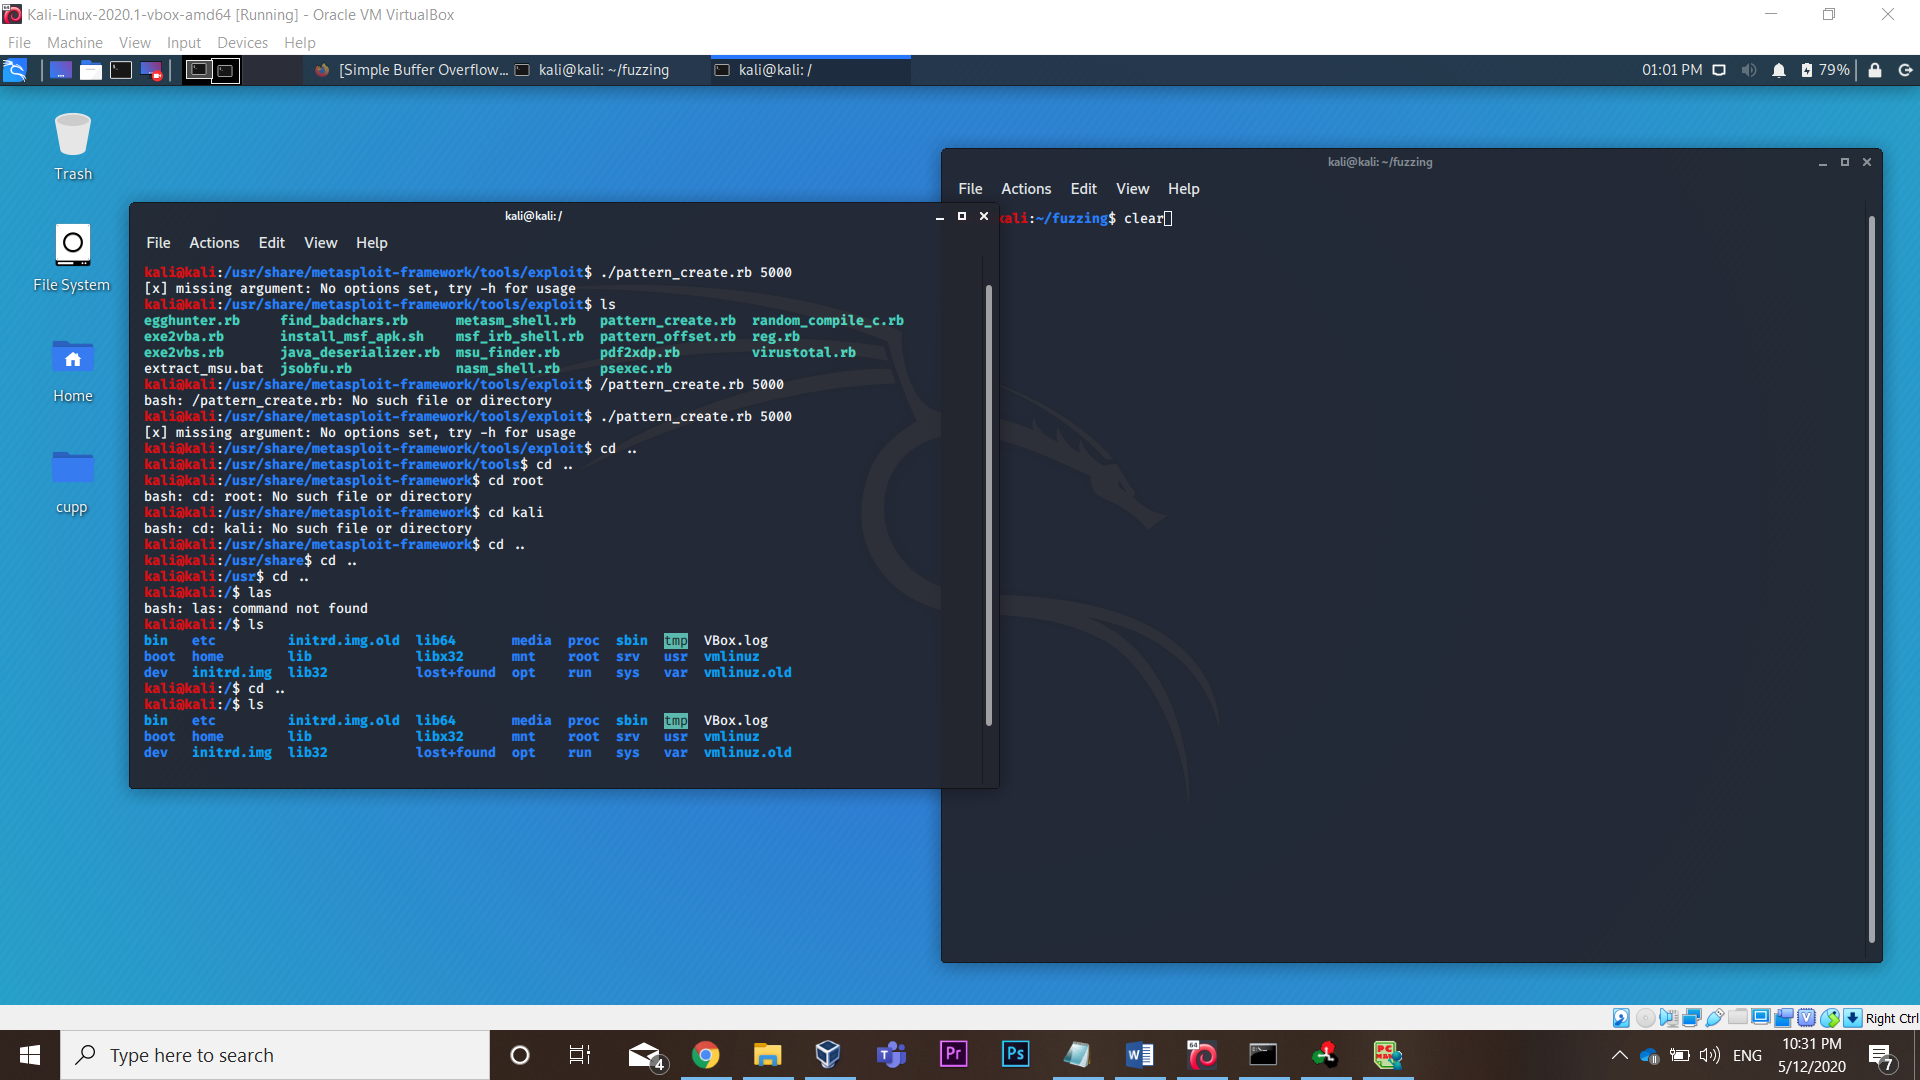 Kali-Linux-2020.1-vbox-amd64 [Running] - Oracle VM VirtualBox
File Machine View Input Devices Help
[Simple Buffer Overflow... kali@kali: ~/fuzzing kali@kali: / 01:01 PM 79%
Trash
File System
Home
cupp
kali@kali: ~/fuzzing
File Actions Edit View Help
kali:~/fuzzing$ clear
kali@kali: /
File Actions Edit View Help
kali@kali:/usr/share/metasploit-framework/tools/exploit$ ./pattern_create.rb 5000
[x] missing argument: No options set, try -h for usage
kali@kali:/usr/share/metasploit-framework/tools/exploit$ ls
egghunter.rb find_badchars.rb metasm_shell.rb pattern_create.rb random_compile_c.rb
exe2vba.rb install_msf_apk.sh msf_irb_shell.rb pattern_offset.rb reg.rb
exe2vbs.rb java_deserializer.rb msu_finder.rb pdf2xdp.rb virustotal.rb
extract_msu.bat jsobfu.rb nasm_shell.rb psexec.rb
kali@kali:/usr/share/metasploit-framework/tools/exploit$ /pattern_create.rb 5000
bash: /pattern_create.rb: No such file or directory
kali@kali:/usr/share/metasploit-framework/tools/exploit$ ./pattern_create.rb 5000
[x] missing argument: No options set, try -h for usage
kali@kali:/usr/share/metasploit-framework/tools/exploit$ cd ..
kali@kali:/usr/share/metasploit-framework/tools$ cd ..
kali@kali:/usr/share/metasploit-framework$ cd root
bash: cd: root: No such file or directory
kali@kali:/usr/share/metasploit-framework$ cd kali
bash: cd: kali: No such file or directory
kali@kali:/usr/share/metasploit-framework$ cd ..
kali@kali:/usr/share$ cd ..
kali@kali:/usr$ cd ..
kali@kali:/$ las
bash: las: command not found
kali@kali:/$ ls
bin etc initrd.img.old lib64 media proc sbin tmp VBox.log
boot home lib libx32 mnt root srv usr vmlinuz
dev initrd.img lib32 lost+found opt run sys var vmlinuz.old
kali@kali:/$ cd ..
kali@kali:/$ ls
bin etc initrd.img.old lib64 media proc sbin tmp VBox.log
boot home lib libx32 mnt root srv usr vmlinuz
dev initrd.img lib32 lost+found opt run sys var vmlinuz.old
Right Ctrl
Type here to search
4
Pr
Ps
64
ENG
10:31 PM
5/12/2020
7